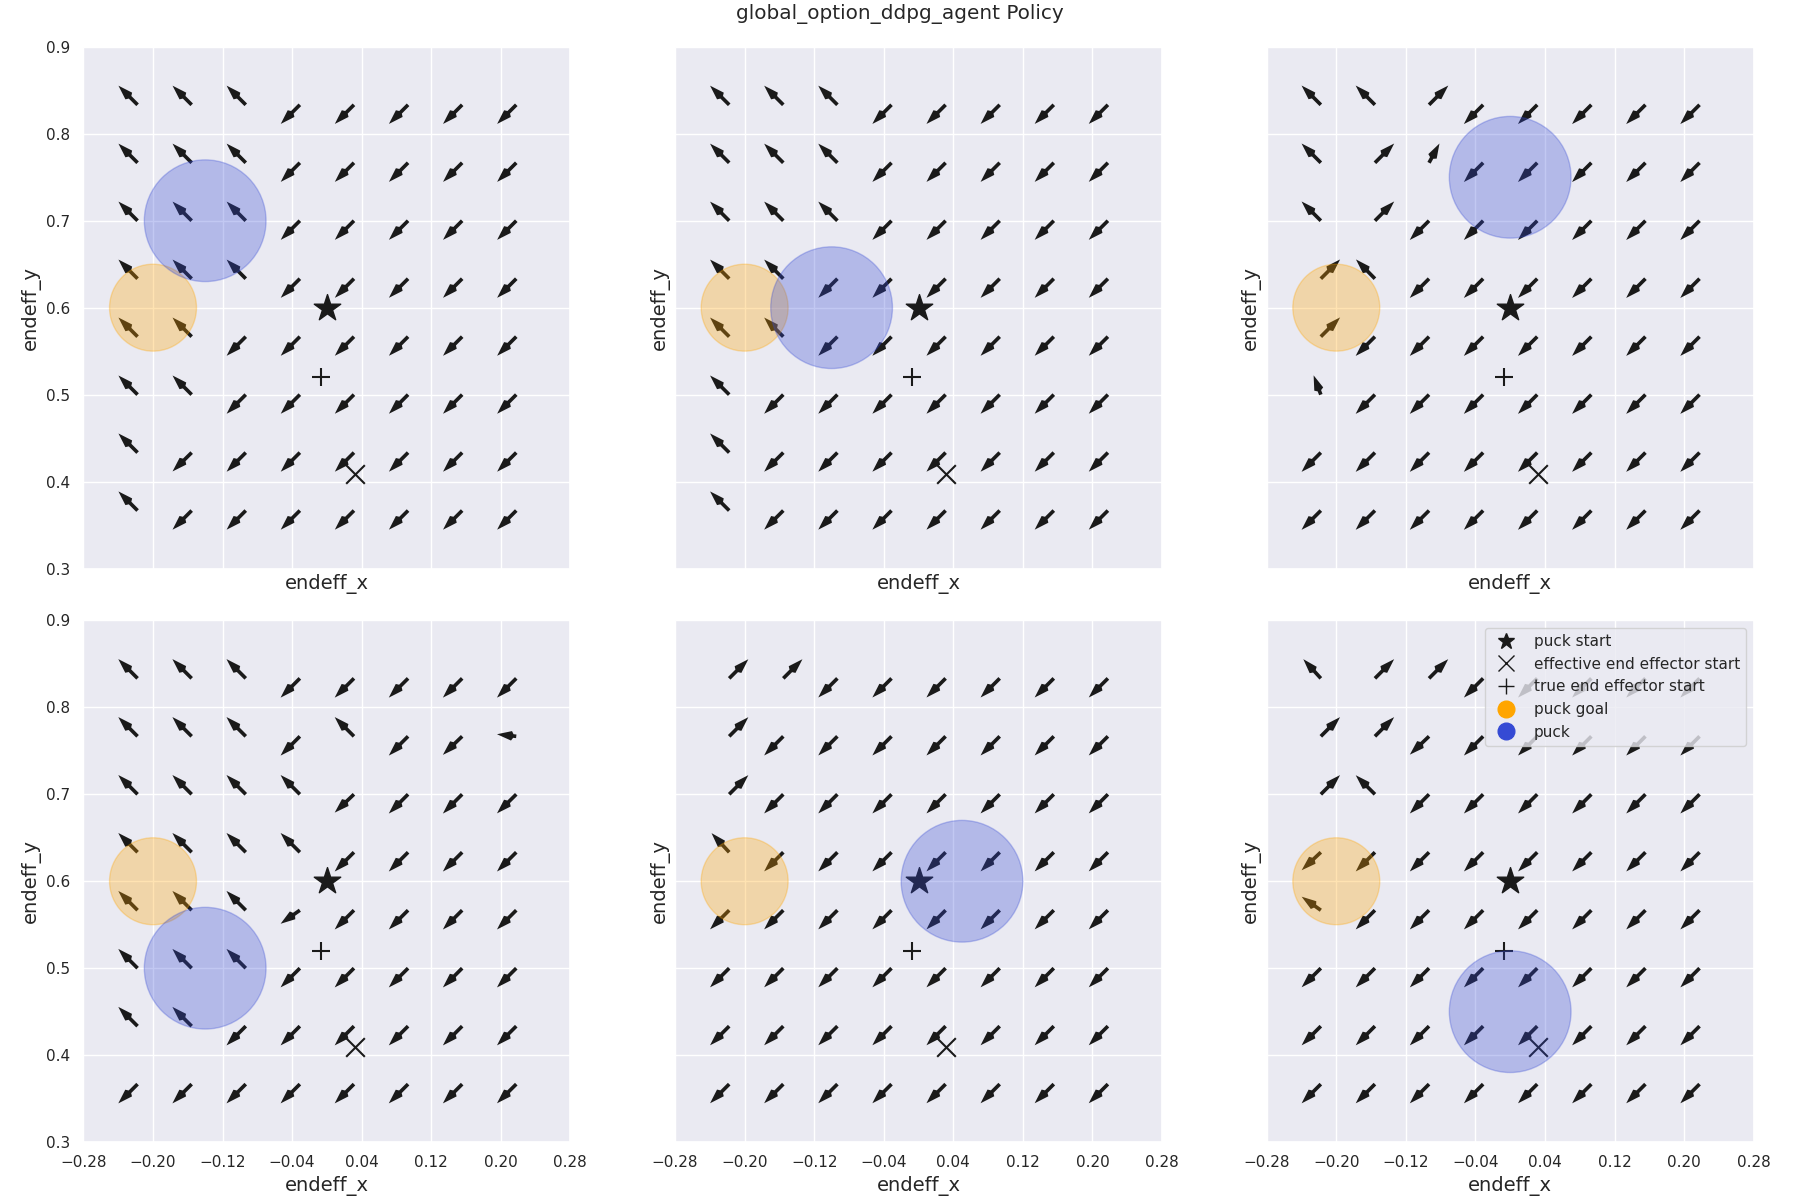 global_option_ddpg_agent Policy
0.9
0.8
0.7
0.6
0.5
0.4
0.3
endeff_y
endeff_x
endeff_y
endeff_x
endeff_y
endeff_x
0.9
0.8
0.7
0.6
0.5
0.4
0.3
endeff_y
−0.28 −0.20 −0.12 −0.04 0.04 0.12 0.20 0.28
endeff_x
endeff_y
−0.28 −0.20 −0.12 −0.04 0.04 0.12 0.20 0.28
endeff_x
puck start
effective end effector start
true end effector start
puck goal
puck
endeff_y
−0.28 −0.20 −0.12 −0.04 0.04 0.12 0.20 0.28
endeff_x